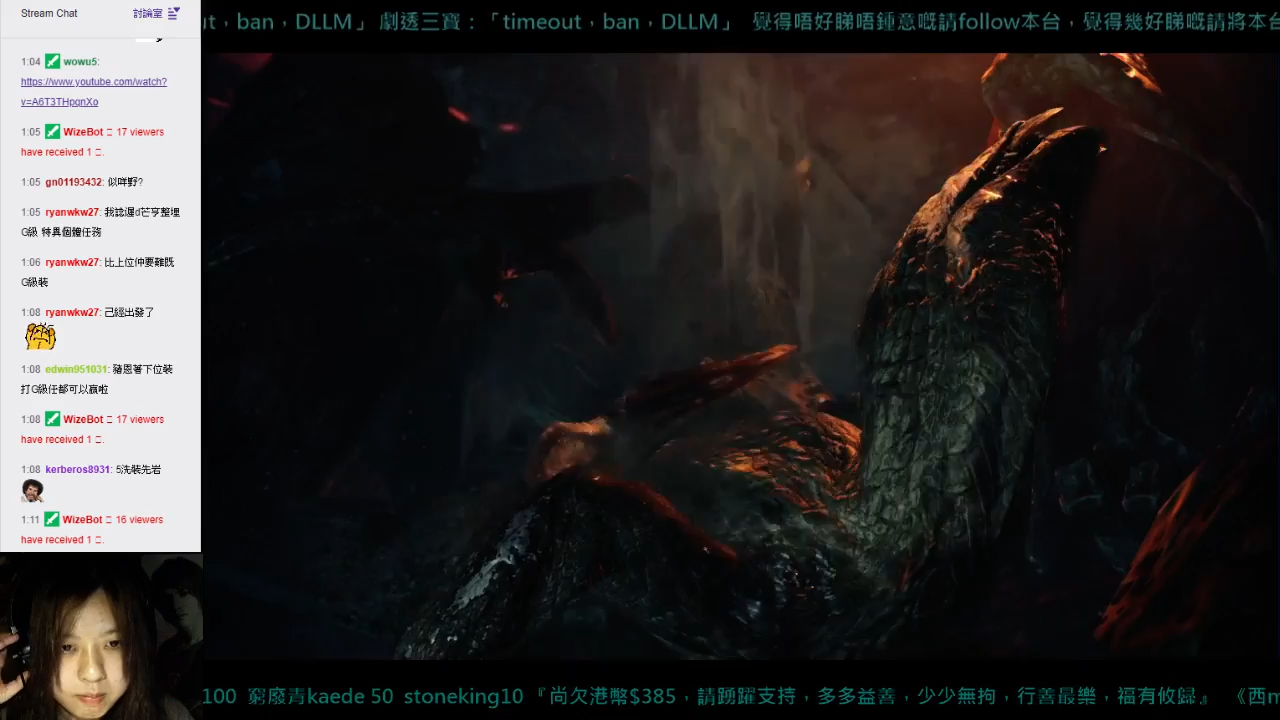 Stream Chat
討論室
ut，ban，DLLM」 劇透三寶：「timeout，ban，DLLM」 覺得唔好睇唔鍾意嘅請follow本台，覺得幾好睇嘅請將本台
1:04 wowu5:
https://www.youtube.com/watch?
v=A6T3THpqnXo
1:05 WizeBot 17 viewers
have received 1
1:05 gn01193432: 似咩野?
1:05 ryanwkw27: 我諗遲d芒亨整埋
G級 特異個體任務
1:06 ryanwkw27: 比上位仲要難既
G級裝
1:08 ryanwkw27: 己經出發了
1:08 edwin951031: 豬恩著下位裝
打G級任都可以贏啦
1:08 WizeBot 17 viewers
have received 1
1:08 kerberos8931: 5洗裝先岩
1:11 WizeBot 16 viewers
have received 1
100 窮廢青kaede 50 stoneking10 『尚欠港幣$385，請踴躍支持，多多益善，少少無拘，行善最樂，福有攸歸』 《西m